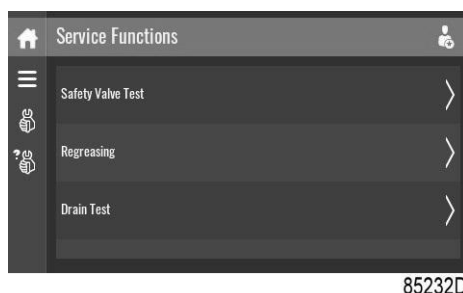 Service Functions
Safety Valve Test
Regreasing
Drain Test
85232D